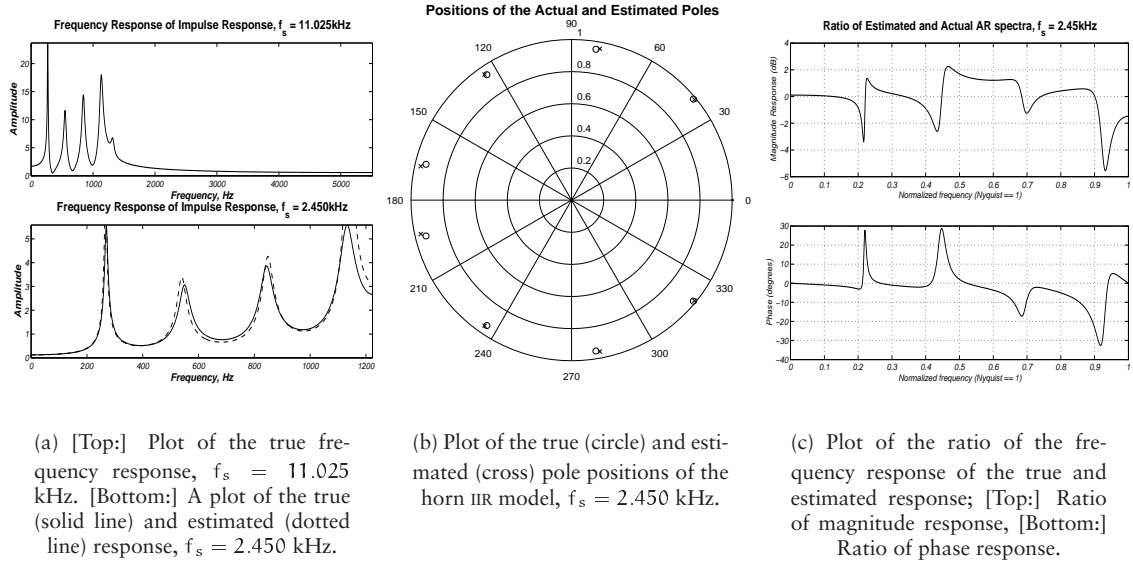 Frequency Response of Impulse Response, f_s = 11.025kHz
Amplitude
20
15
10
5
0
0 1000 2000 3000 4000 5000
Frequency, Hz
Frequency Response of Impulse Response, f_s = 2.450kHz
Amplitude
5
4
3
2
1
0
0 200 400 600 800 1000 1200
Frequency, Hz
(a) [Top:] Plot of the true fre-
quency response, f_s = 11.025
kHz. [Bottom:] A plot of the true
(solid line) and estimated (dotted
line) response, f_s = 2.450 kHz.
Positions of the Actual and Estimated Poles
90
1
120 60
0.8
0.6
150 30
0.4
0.2
180 0
210 330
240 300
270
(b) Plot of the true (circle) and esti-
mated (cross) pole positions of the
horn IIR model, f_s = 2.450 kHz.
Ratio of Estimated and Actual AR spectra, f_s = 2.45kHz
Magnitude Response (dB)
4
2
0
−2
−4
−6
0 0.1 0.2 0.3 0.4 0.5 0.6 0.7 0.8 0.9 1
Normalized frequency (Nyquist == 1)
Phase (degrees)
30
20
10
0
−10
−20
−30
−40
0 0.1 0.2 0.3 0.4 0.5 0.6 0.7 0.8 0.9 1
Normalized frequency (Nyquist == 1)
(c) Plot of the ratio of the fre-
quency response of the true and
estimated response; [Top:] Ratio
of magnitude response, [Bottom:]
Ratio of phase response.